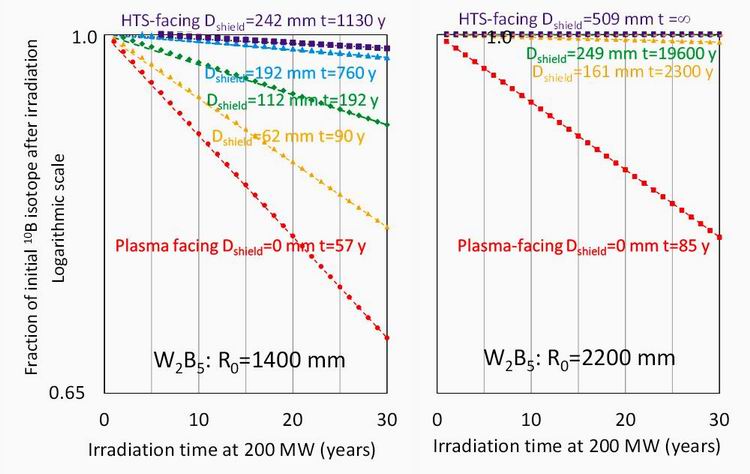 HTS-facing Dshield=242 mm t=1130 y
1.0
Dshield=192 mm t=760 y
Dshield=112 mm t=192 y
Dshield=62 mm t=90 y
Plasma facing Dshield=0 mm t=57 y
W2B5: R0=1400 mm
0.65
0 10 20 30
Irradiation time at 200 MW (years)
Fraction of initial 10B isotope after irradiation
Logarithmic scale
HTS-facing Dshield=509 mm t=∞
1.0
Dshield=249 mm t=19600 y
Dshield=161 mm t=2300 y
Plasma-facing Dshield=0 mm t=85 y
W2B5: R0=2200 mm
0 10 20 30
Irradiation time at 200 MW (years)